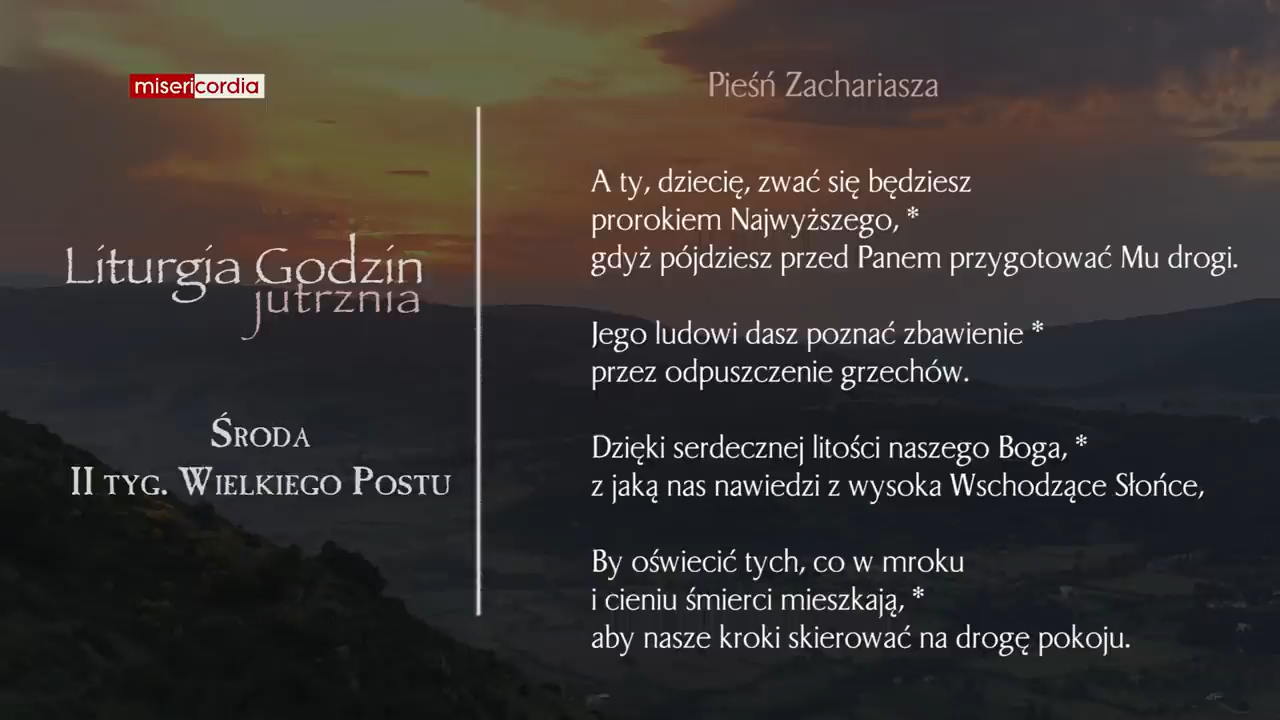 misericordia
Liturgia Godzin
jutrznia
Środa
II tyg. Wielkiego Postu
Pieśń Zachariasza
A ty, dziecię, zwać się będziesz
prorokiem Najwyższego, *
gdyż pójdziesz przed Panem przygotować Mu drogi.
Jego ludowi dasz poznać zbawienie *
przez odpuszczenie grzechów.
Dzięki serdecznej litości naszego Boga, *
z jaką nas nawiedzi z wysoka Wschodzące Słońce,
By oświecić tych, co w mroku
i cieniu śmierci mieszkają, *
aby nasze kroki skierować na drogę pokoju.